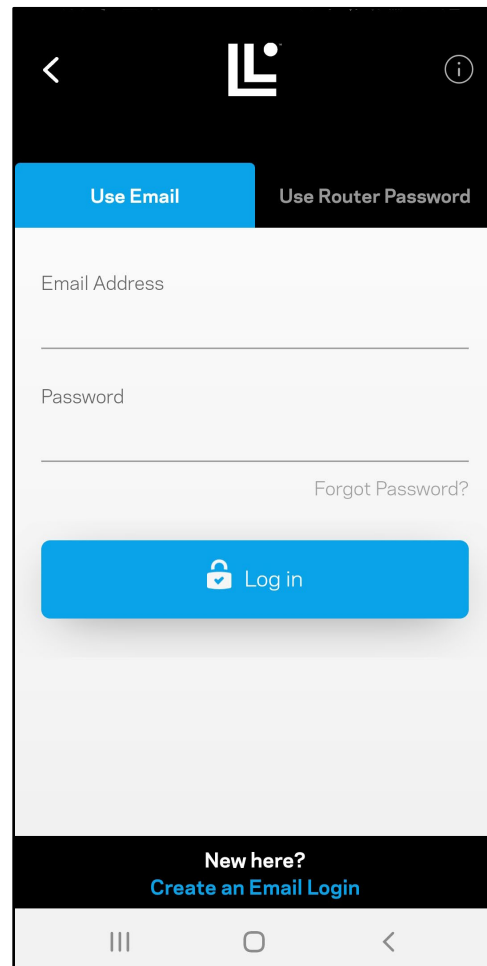 Use Email
Use Router Password
Email Address
Password
Forgot Password?
Log in
New here?
Create an Email Login